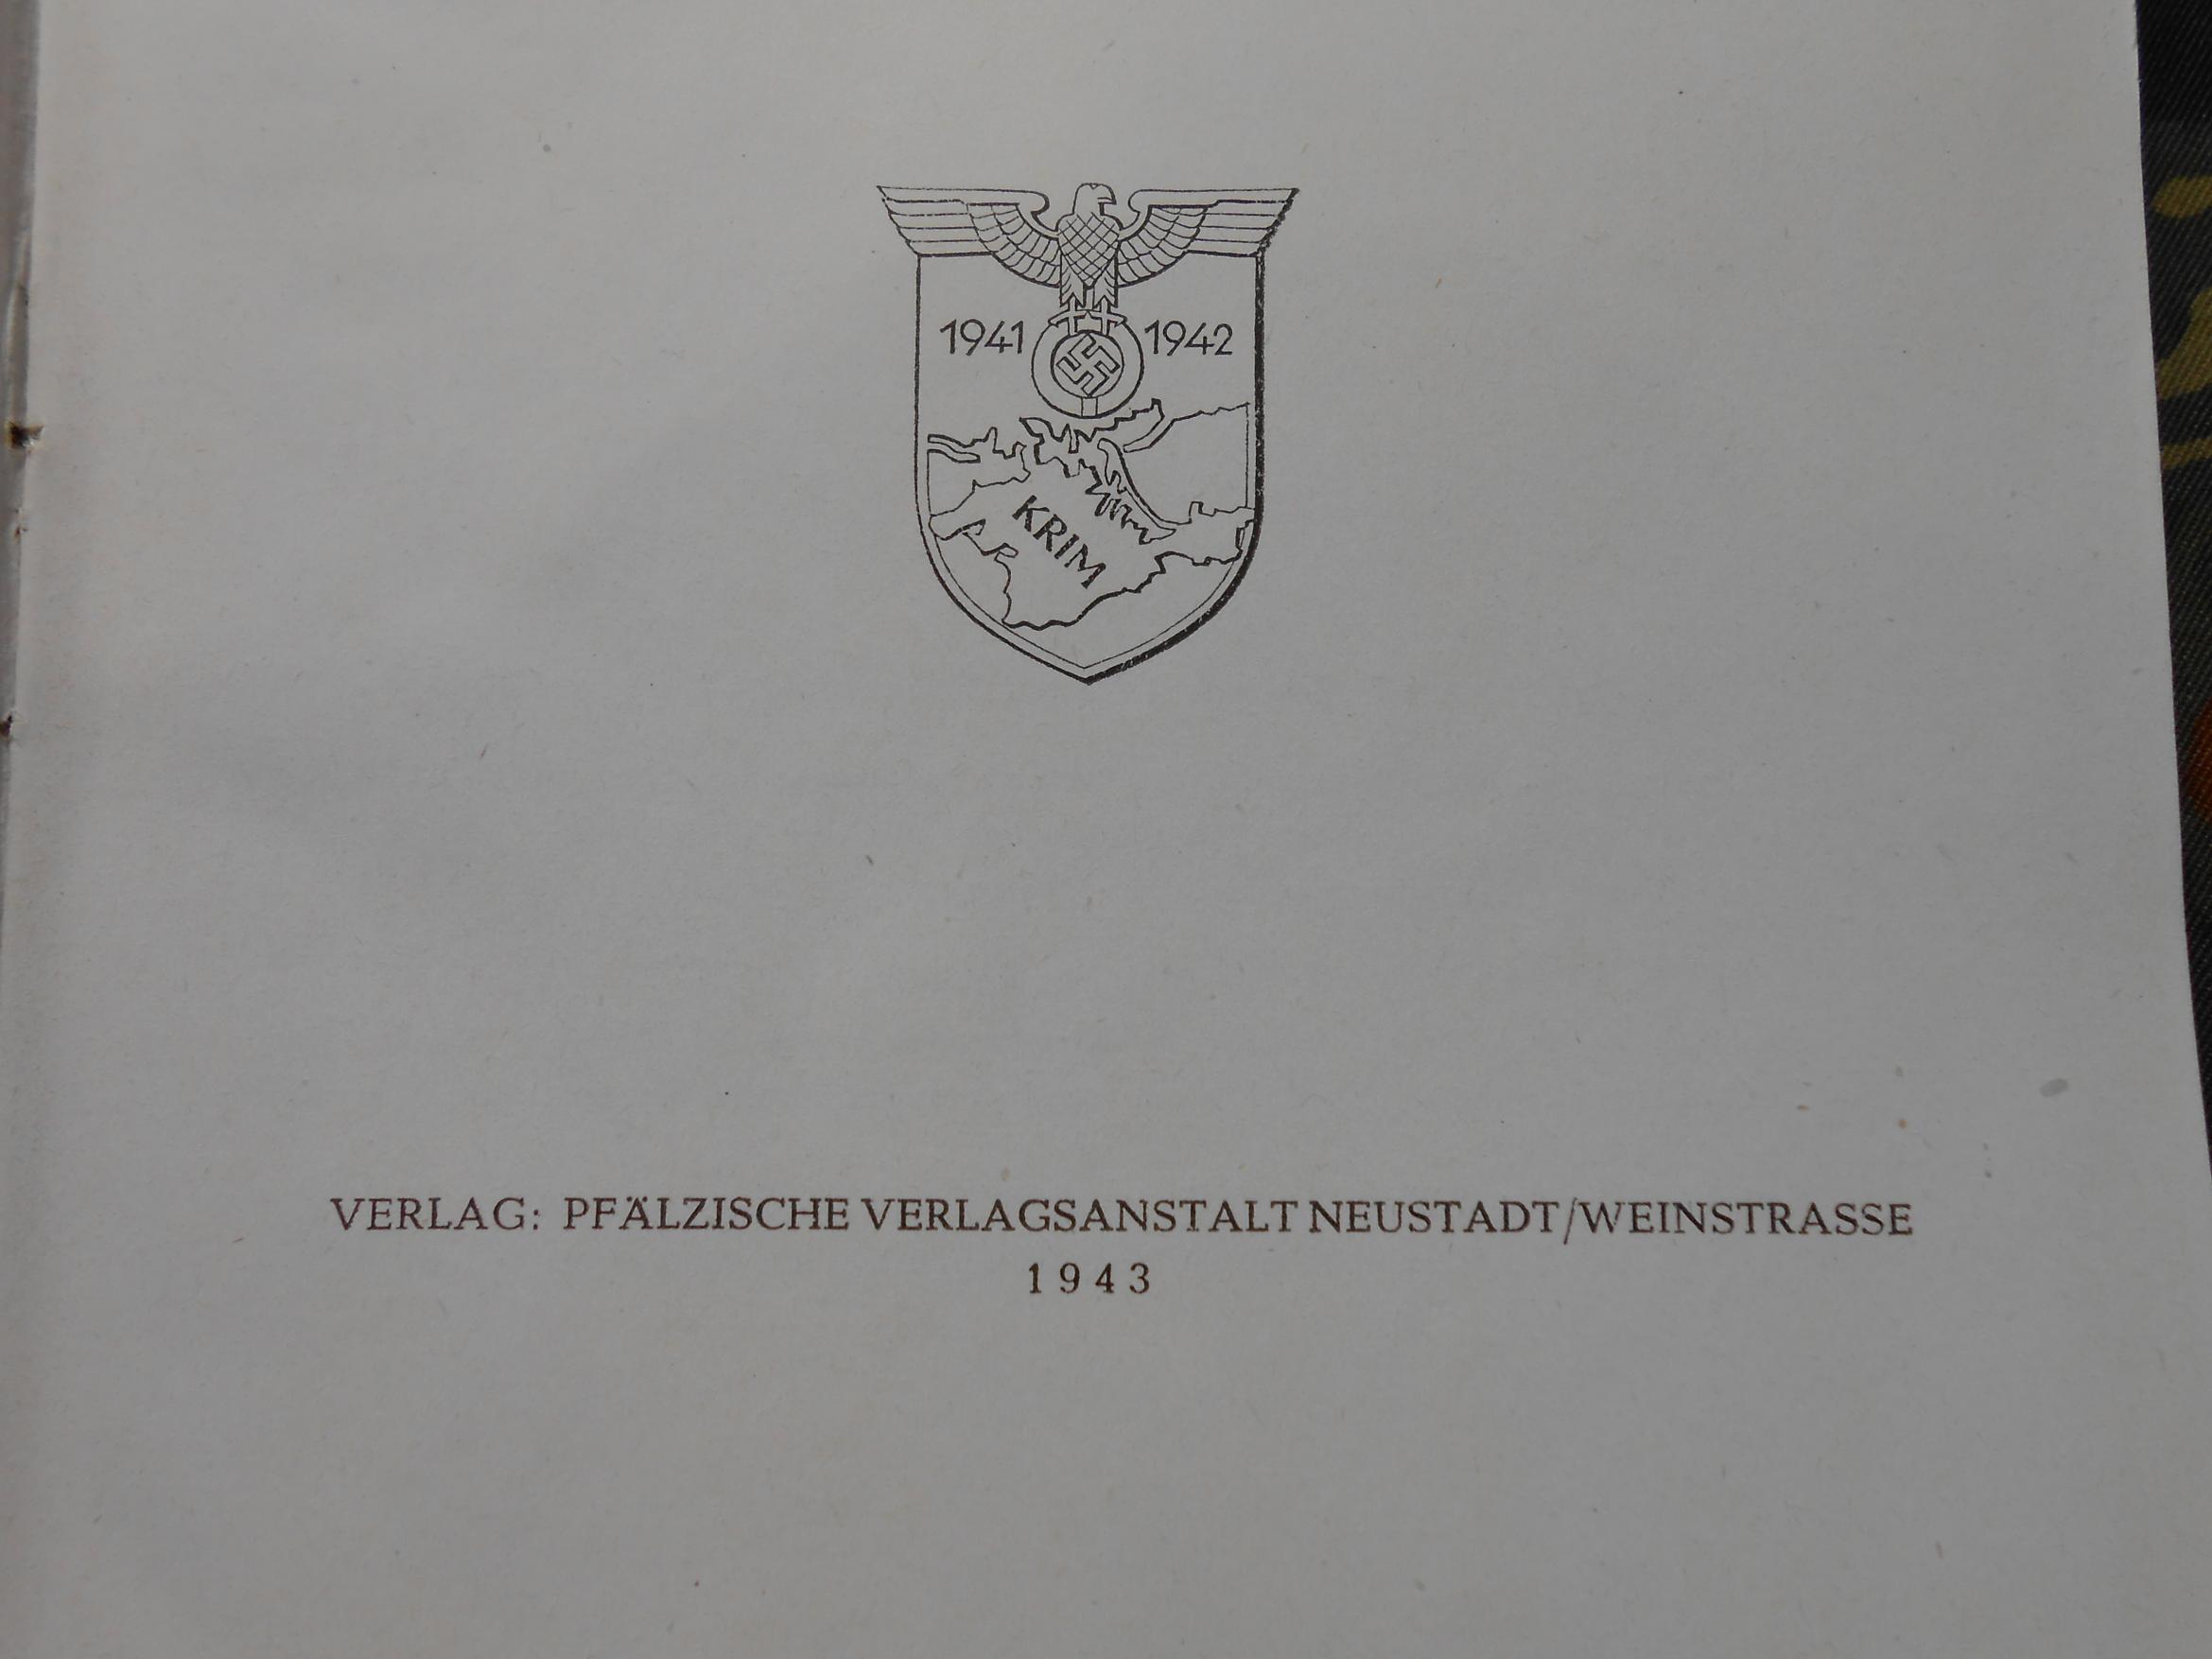 1941 1942
KRIM
VERLAG: PFÄLZISCHE VERLAGSANSTALT NEUSTADT/WEINSTRASSE
1943